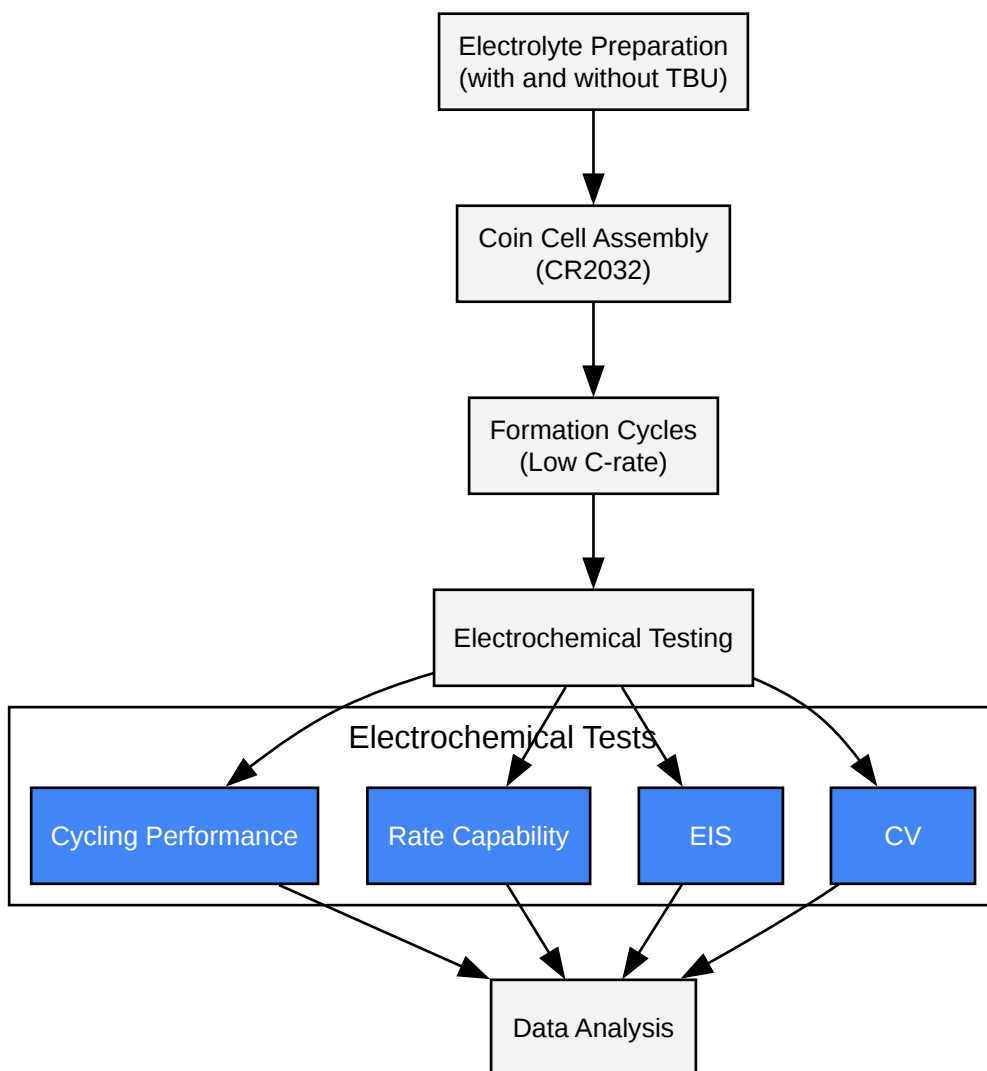 Electrolyte Preparation
(with and without TBU)
Coin Cell Assembly
(CR2032)
Formation Cycles
(Low C-rate)
Electrochemical Testing
Electrochemical Tests
Cycling Performance
Rate Capability
EIS
CV
Data Analysis